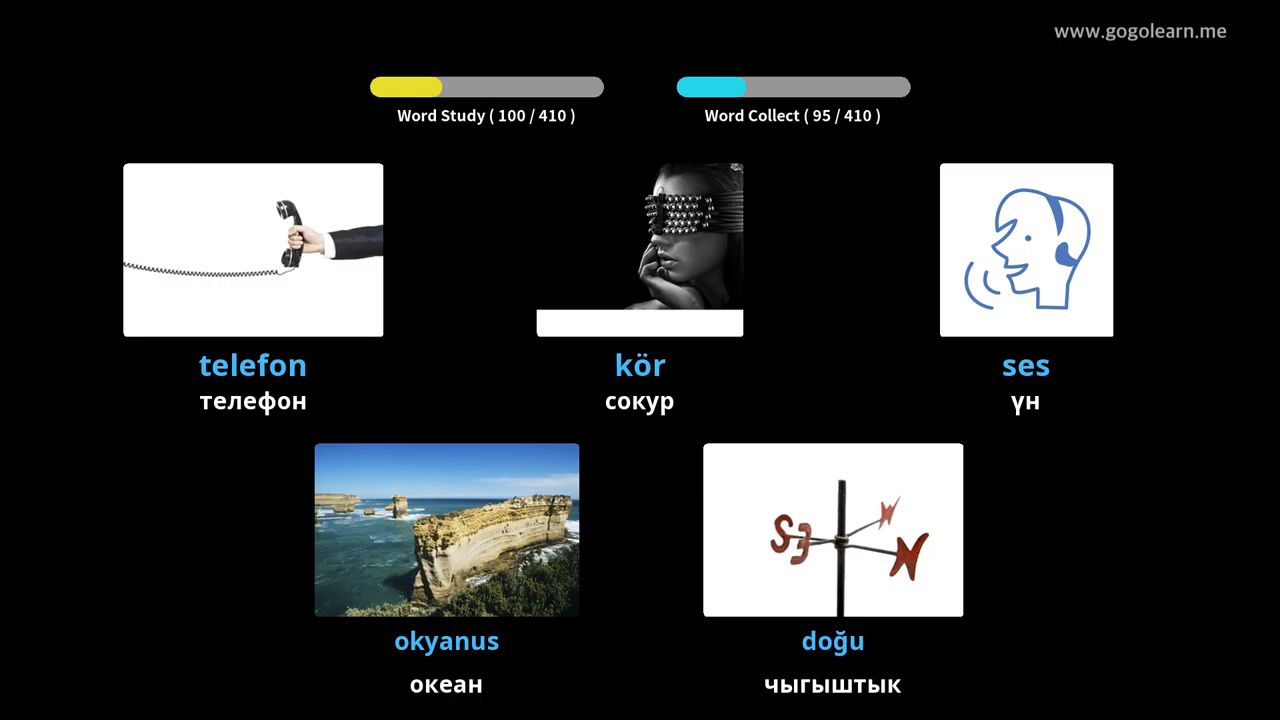 www.gogolearn.me
Word Study ( 100 / 410 )
Word Collect ( 95 / 410 )
telefon
телефон
kör
сокур
ses
үн
okyanus
океан
doğu
чыгыштык